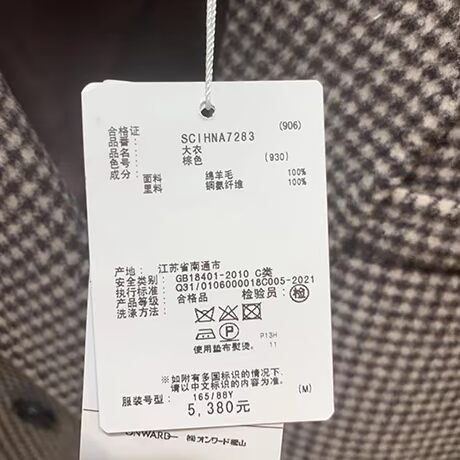 合格证
品番: SCIHNA7283 (906)
品名: 大衣
色号: 棕色 (930)
成分: 面料 绵羊毛 100%
里料 铜氨纤维 100%
产地: 江苏省南通市
安全类别: GB18401-2010 C类
执行标准: Q31/0106000018C005-2021
产品等级: 合格品 检验员: 检
洗涤方法:
P
P13H
11
使用垫布熨烫。
※如附有多国标识的情况下、
请以中文标识的内容为准。
服装号型: 165/88Y (M)
5,380元
ONWARD ㈱オンワード樫山